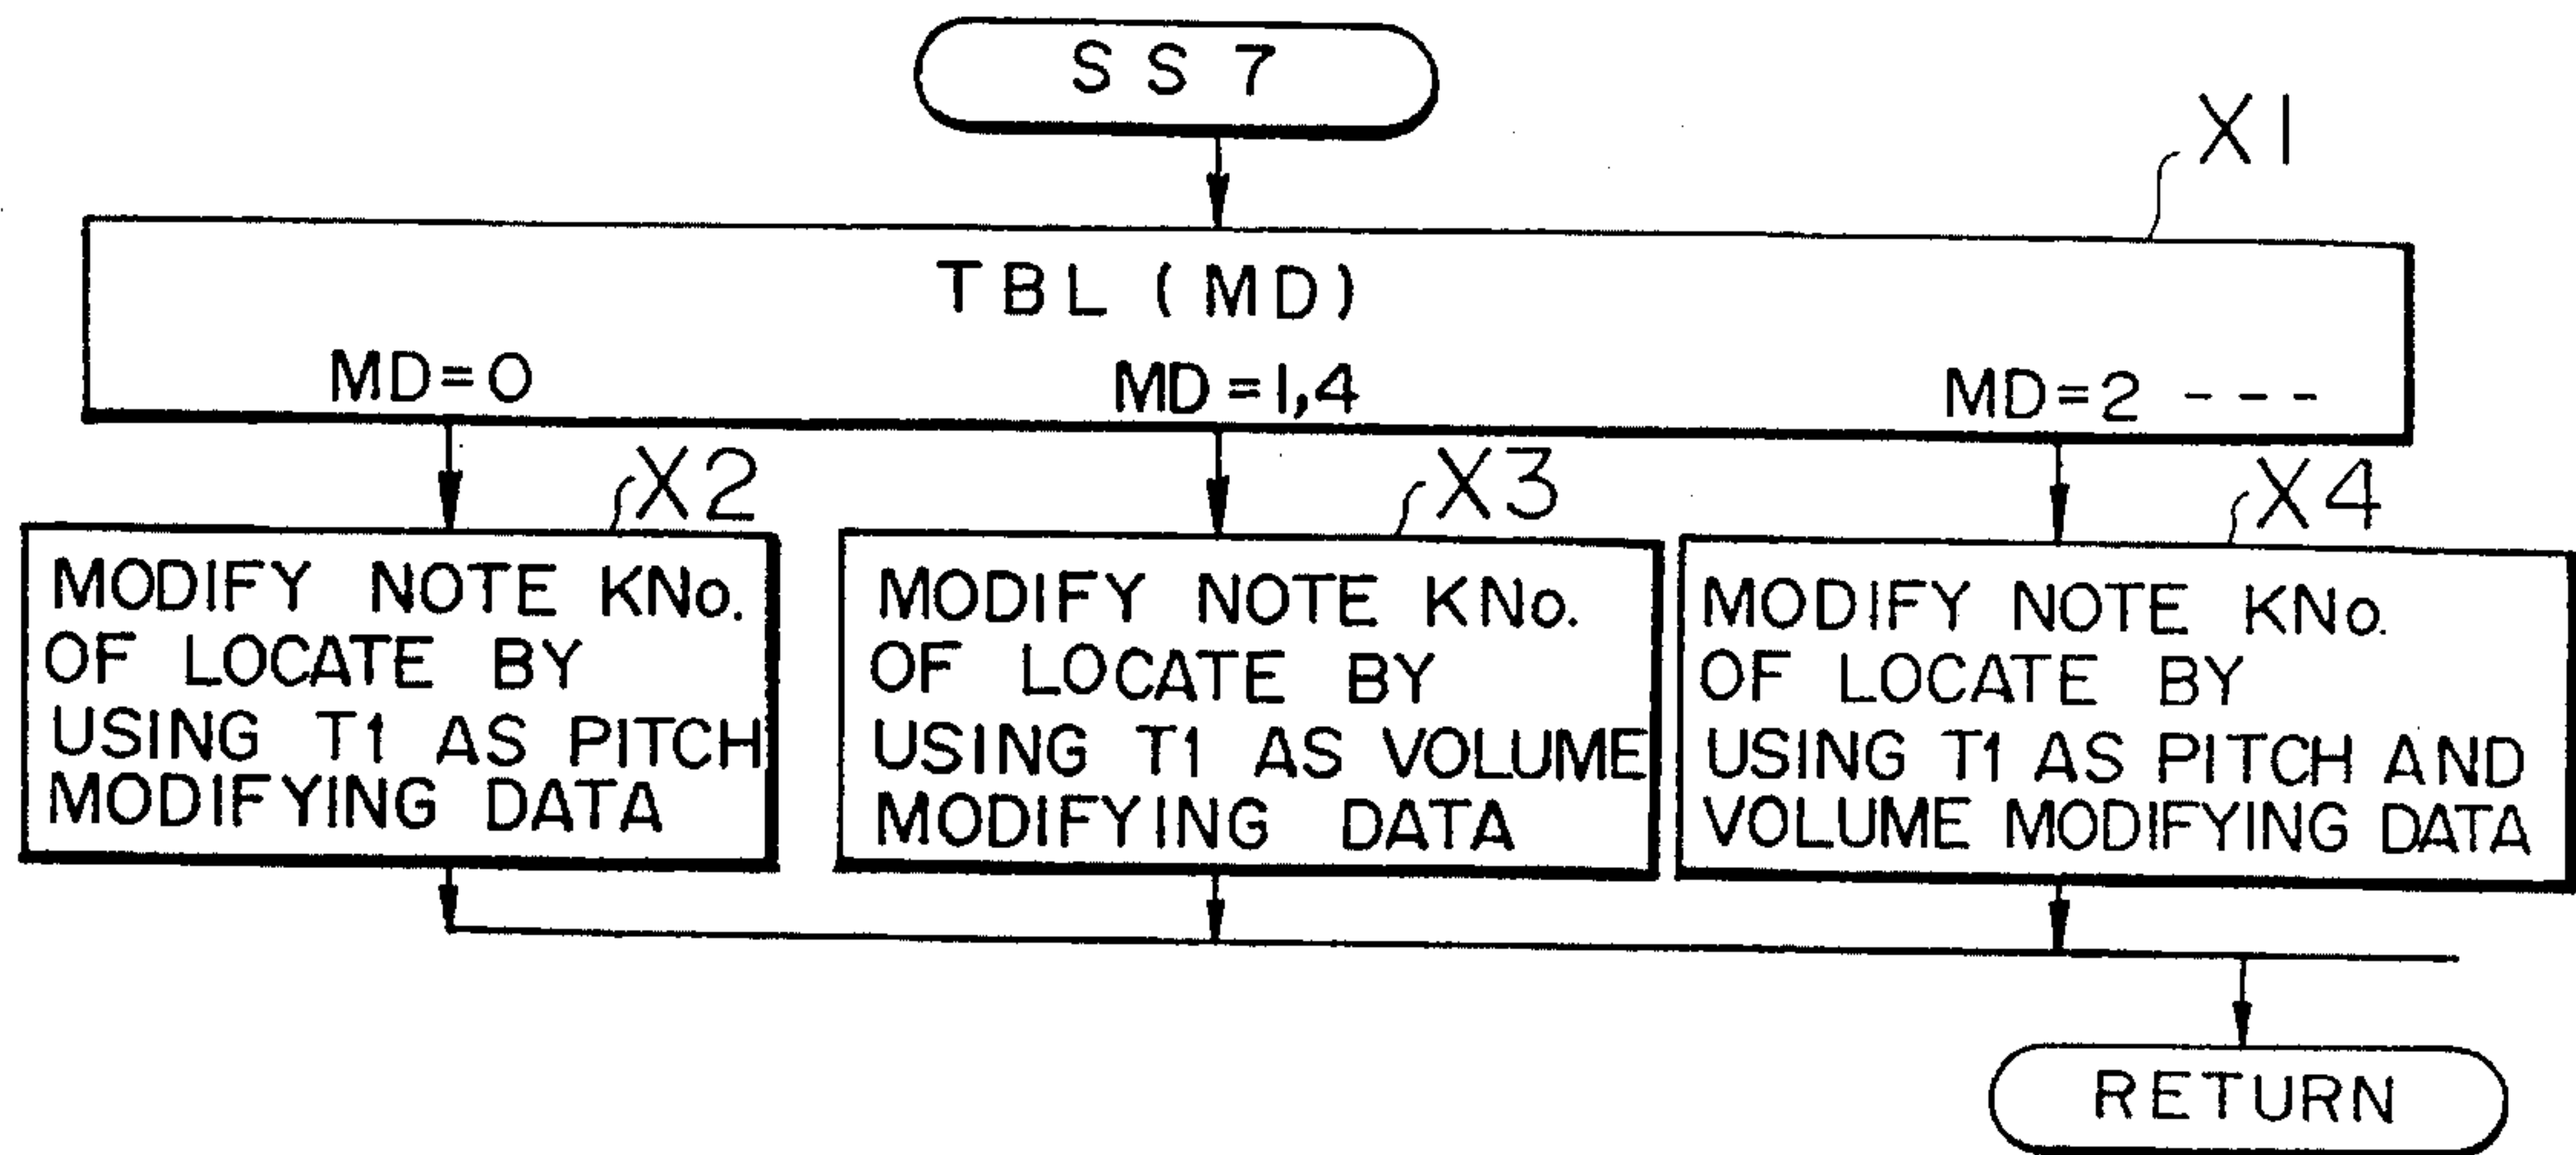 SS7
X1
TBL (MD)
MD=0
MD=1,4
MD=2 ---
X2
MODIFY NOTE KNo.
OF LOCATE BY
USING T1 AS PITCH
MODIFYING DATA
X3
MODIFY NOTE KNo.
OF LOCATE BY
USING T1 AS VOLUME
MODIFYING DATA
X4
MODIFY NOTE KNo.
OF LOCATE BY
USING T1 AS PITCH AND
VOLUME MODIFYING DATA
RETURN